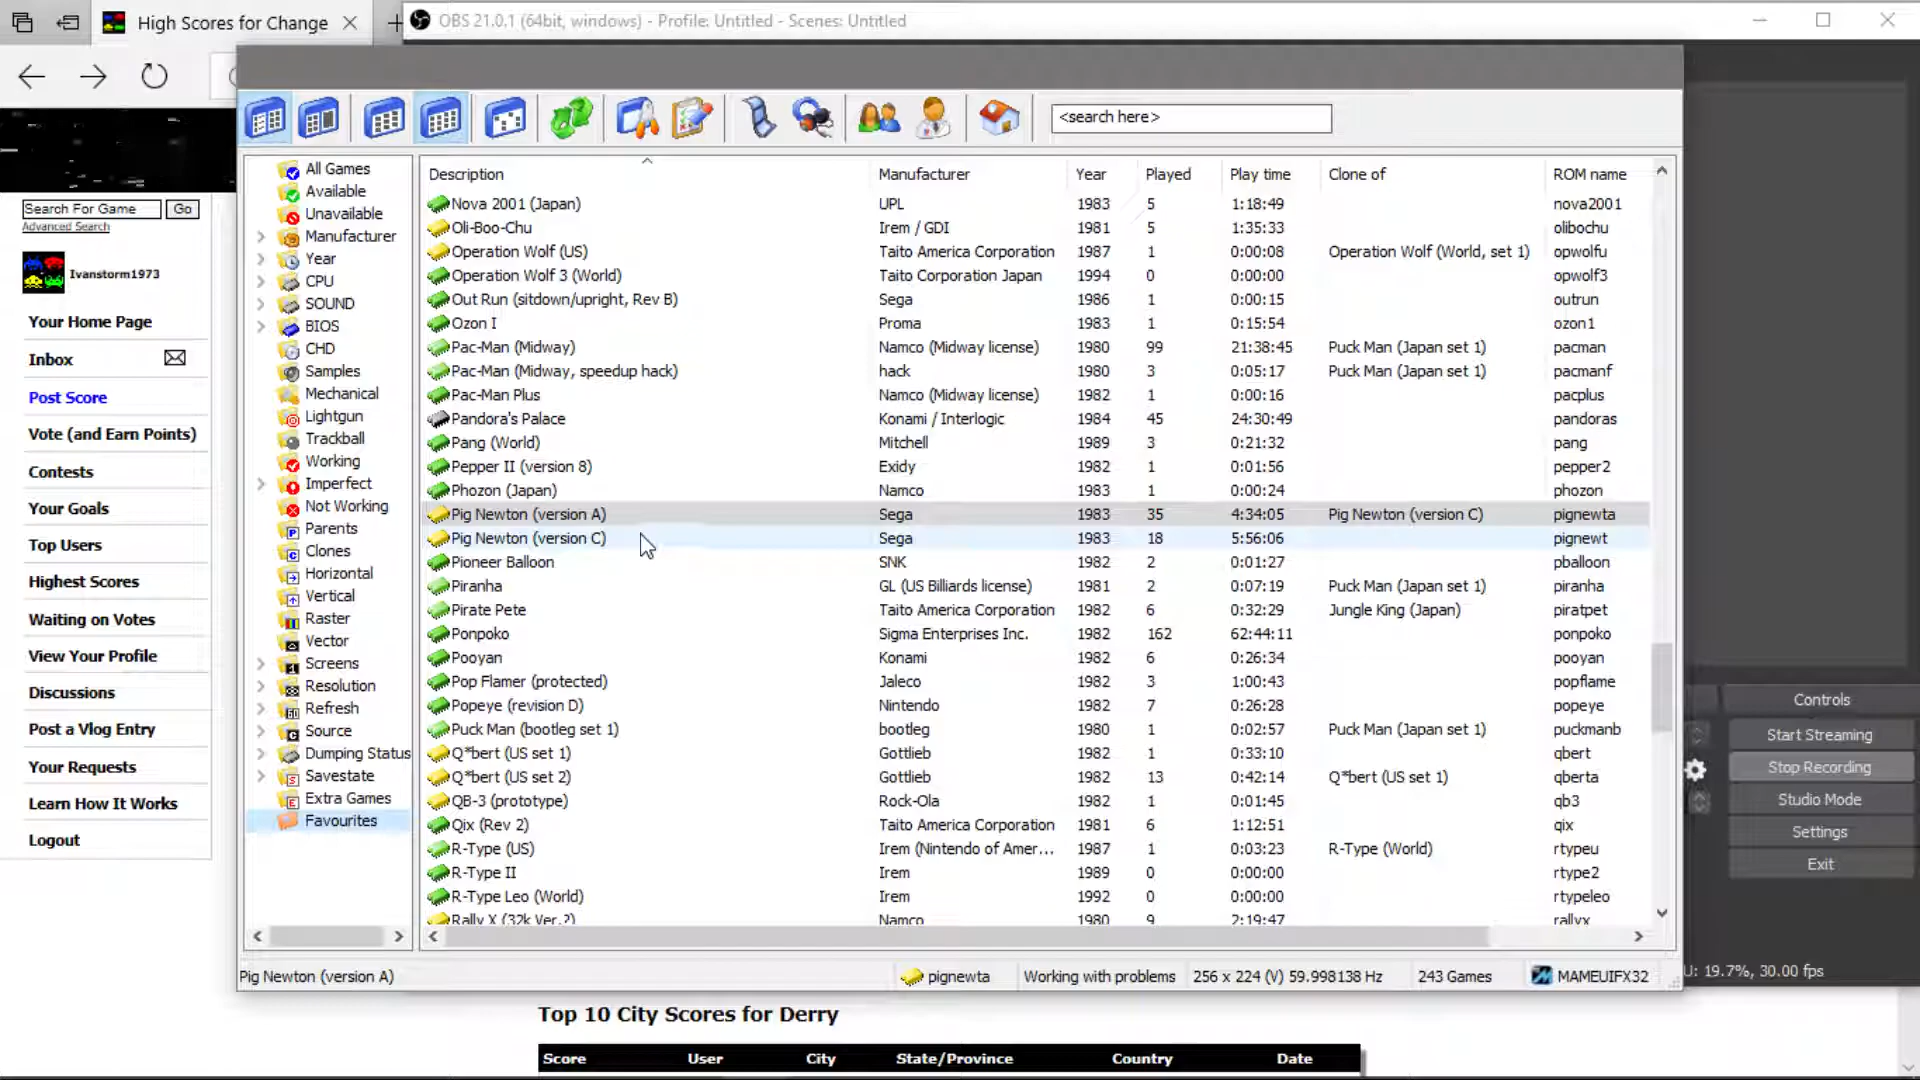 High Scores for Change
OBS 21.0.1 (64bit, windows) - Profile: Untitled - Scenes: Untitled
<search here>
Search For Game Go
Advanced Search
Ivanstorm1973
Your Home Page
Inbox
Post Score
Vote (and Earn Points)
Contests
Your Goals
Top Users
Highest Scores
Waiting on Votes
View Your Profile
Discussions
Post a Vlog Entry
Your Requests
Learn How It Works
Logout
All Games
Available
Unavailable
Manufacturer
Year
CPU
SOUND
BIOS
CHD
Samples
Mechanical
Lightgun
Trackball
Working
Imperfect
Not Working
Parents
Clones
Horizontal
Vertical
Raster
Vector
Screens
Resolution
Refresh
Source
Dumping Status
Savestate
Extra Games
Favourites
Description Manufacturer Year Played Play time Clone of ROM name
Nova 2001 (Japan) UPL 1983 5 1:18:49 nova2001
Oli-Boo-Chu Irem / GDI 1981 5 1:35:33 olibochu
Operation Wolf (US) Taito America Corporation 1987 1 0:00:08 Operation Wolf (World, set 1) opwolfu
Operation Wolf 3 (World) Taito Corporation Japan 1994 0 0:00:00 opwolf3
Out Run (sitdown/upright, Rev B) Sega 1986 1 0:00:15 outrun
Ozon I Proma 1983 1 0:15:54 ozon1
Pac-Man (Midway) Namco (Midway license) 1980 99 21:38:45 Puck Man (Japan set 1) pacman
Pac-Man (Midway, speedup hack) hack 1980 3 0:05:17 Puck Man (Japan set 1) pacmanf
Pac-Man Plus Namco (Midway license) 1982 1 0:00:16 pacplus
Pandora's Palace Konami / Interlogic 1984 45 24:30:49 pandoras
Pang (World) Mitchell 1989 3 0:21:32 pang
Pepper II (version 8) Exidy 1982 1 0:01:56 pepper2
Phozon (Japan) Namco 1983 1 0:00:24 phozon
Pig Newton (version A) Sega 1983 35 4:34:05 Pig Newton (version C) pignewta
Pig Newton (version C) Sega 1983 18 5:56:06 pignewt
Pioneer Balloon SNK 1982 2 0:01:27 pballoon
Piranha GL (US Billiards license) 1981 2 0:07:19 Puck Man (Japan set 1) piranha
Pirate Pete Taito America Corporation 1982 6 0:32:29 Jungle King (Japan) piratpet
Ponpoko Sigma Enterprises Inc. 1982 162 62:44:11 ponpoko
Pooyan Konami 1982 6 0:26:34 pooyan
Pop Flamer (protected) Jaleco 1982 3 1:00:43 popflame
Popeye (revision D) Nintendo 1982 7 0:26:28 popeye
Puck Man (bootleg set 1) bootleg 1980 1 0:02:57 Puck Man (Japan set 1) puckmanb
Q*bert (US set 1) Gottlieb 1982 1 0:33:10 qbert
Q*bert (US set 2) Gottlieb 1982 13 0:42:14 Q*bert (US set 1) qberta
QB-3 (prototype) Rock-Ola 1982 1 0:01:45 qb3
Qix (Rev 2) Taito America Corporation 1981 6 1:12:51 qix
R-Type (US) Irem (Nintendo of Amer... 1987 1 0:03:23 R-Type (World) rtypeu
R-Type II Irem 1989 0 0:00:00 rtype2
R-Type Leo (World) Irem 1992 0 0:00:00 rtypeleo
Rally X (32k Ver.?) Namco 1980 9 2:19:47 rallyx
Pig Newton (version A) pignewta Working with problems 256 x 224 (V) 59.998138 Hz 243 Games MAMEUIFX32
Controls
Start Streaming
Stop Recording
Studio Mode
Settings
Exit
U: 19.7%, 30.00 fps
Top 10 City Scores for Derry
Score User City State/Province Country Date